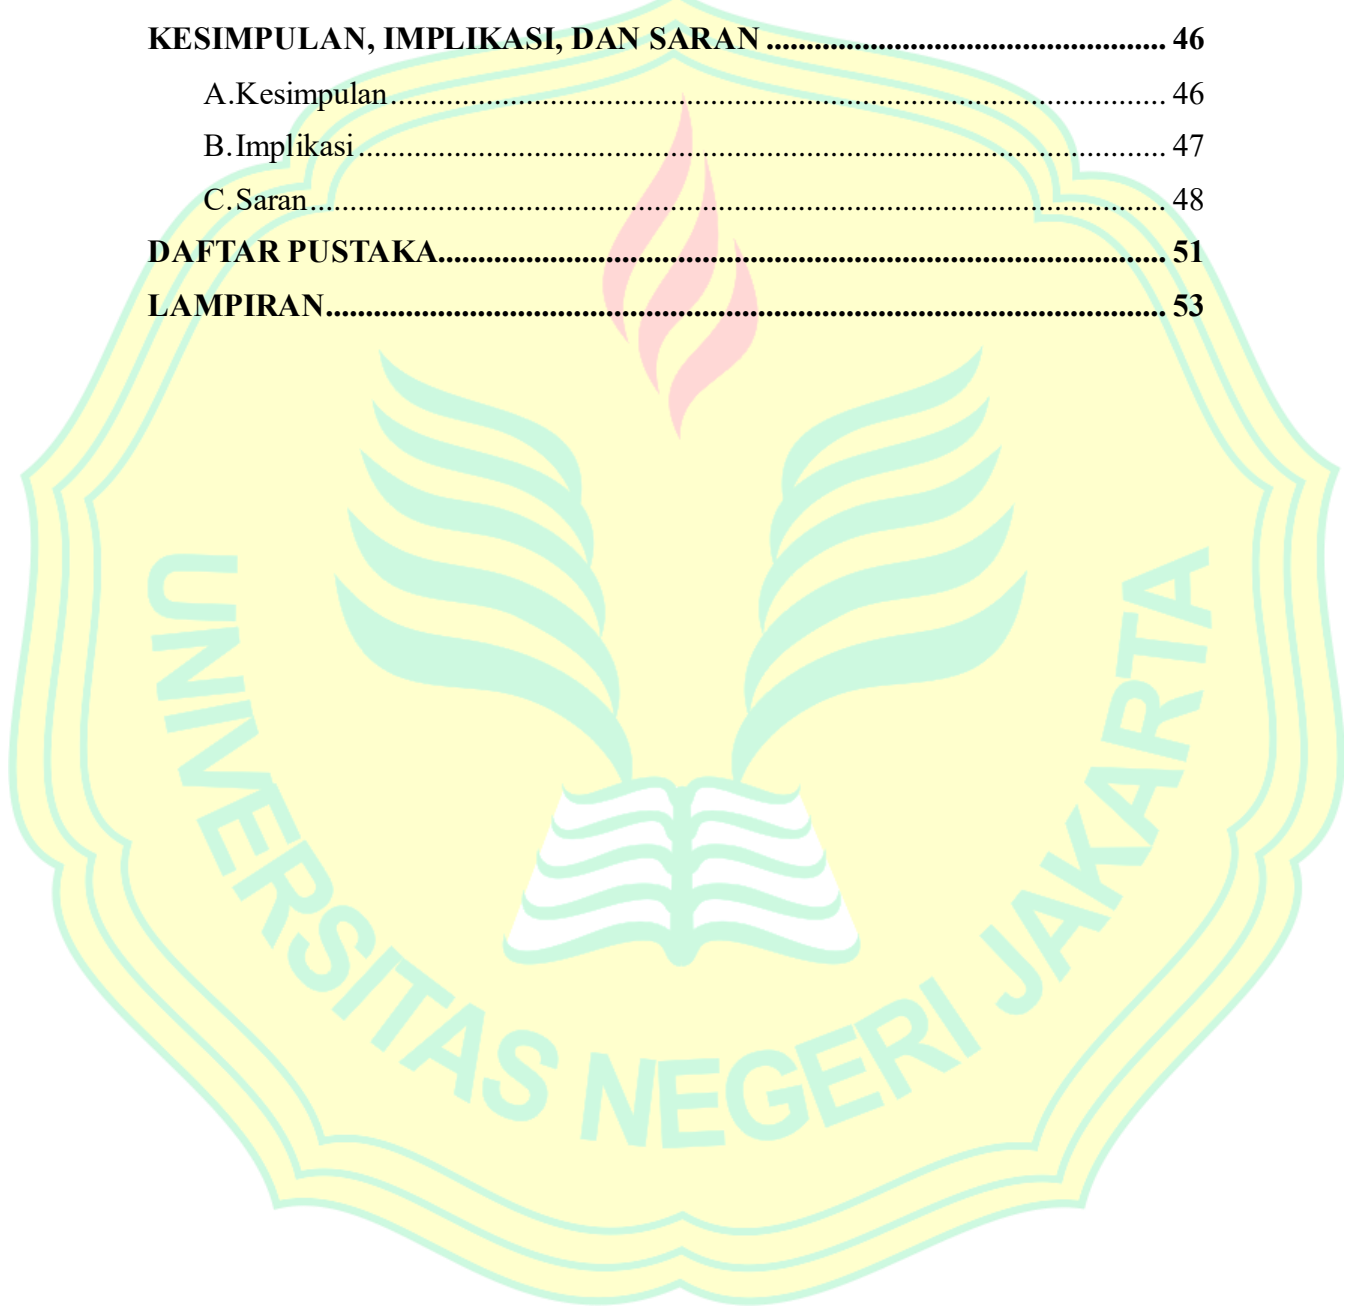 KESIMPULAN, IMPLIKASI, DAN SARAN .................................................. 46
A.Kesimpulan................................................................................................. 46
B.Implikasi..................................................................................................... 47
C.Saran........................................................................................................... 48
DAFTAR PUSTAKA........................................................................................... 51
LAMPIRAN......................................................................................................... 53
UNIVERSITAS NEGERI JAKARTA